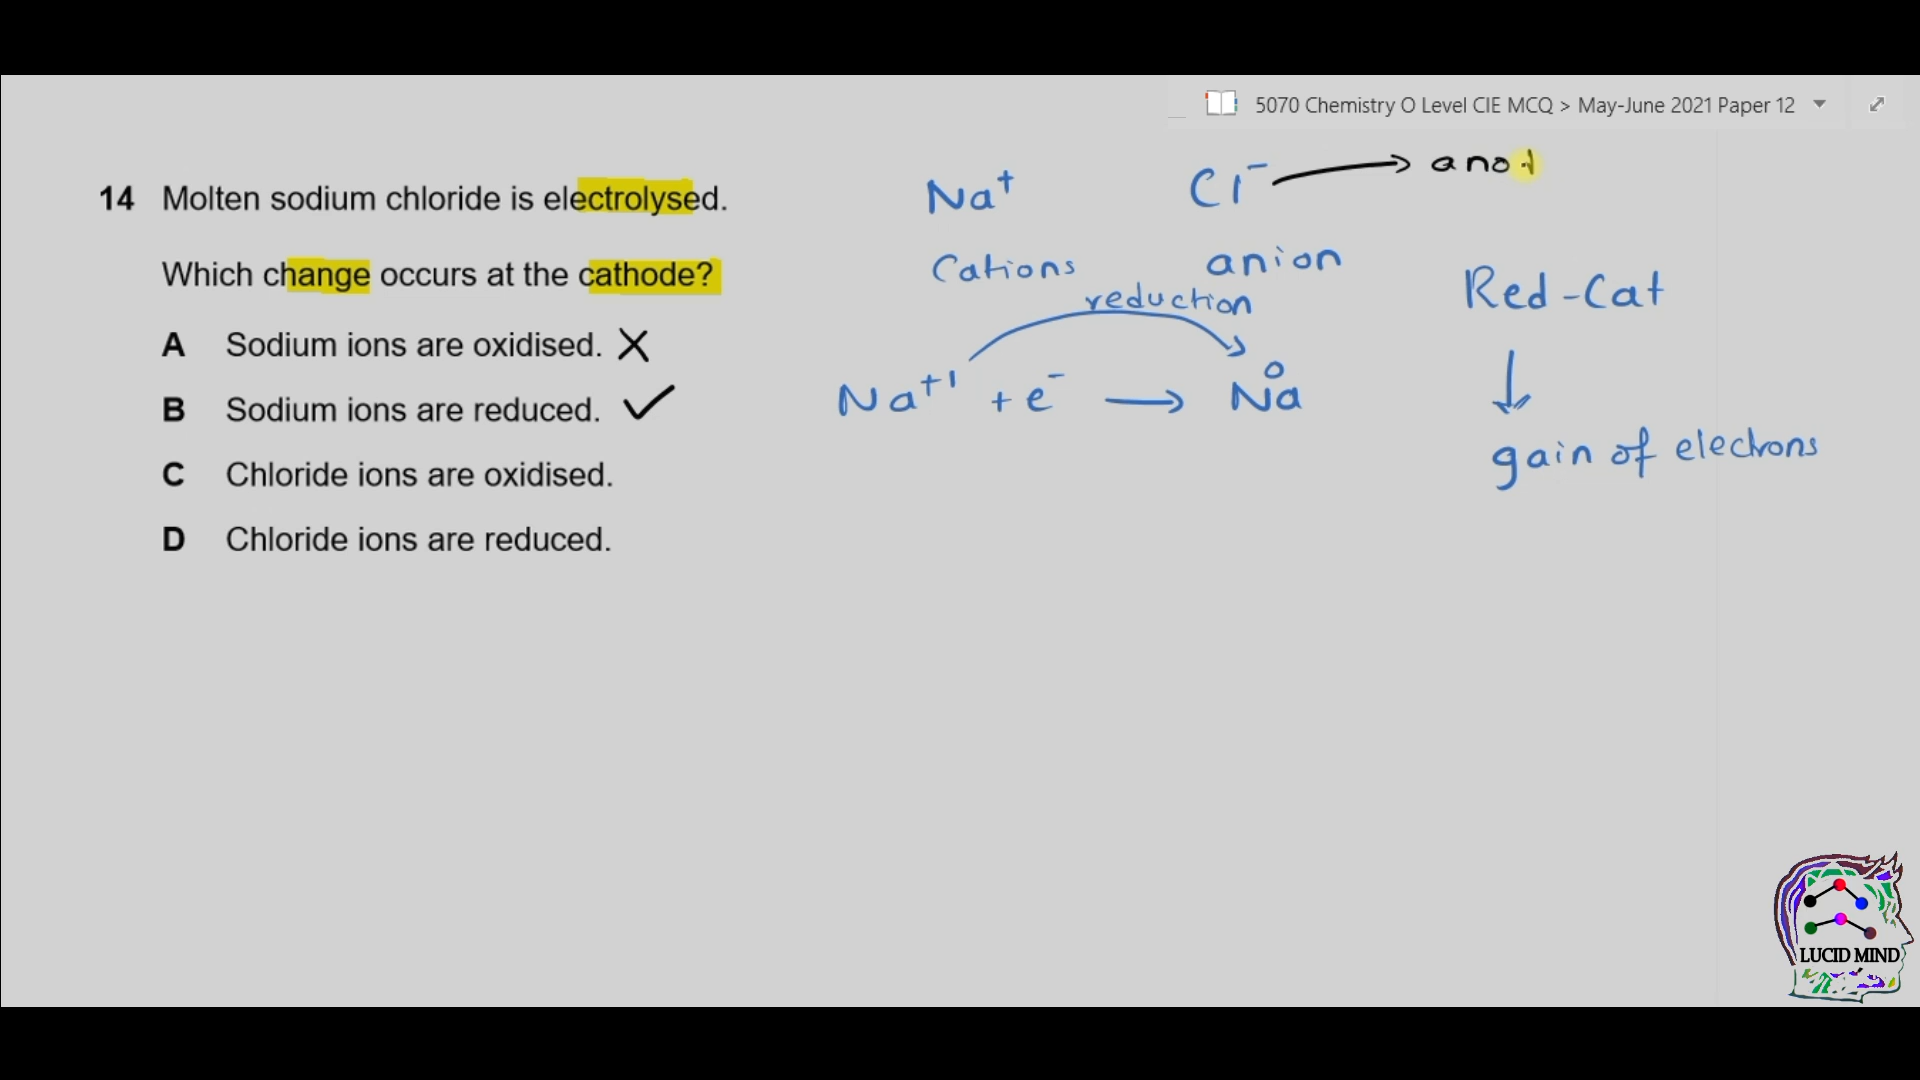 5070 Chemistry O Level CIE MCQ > May-June 2021 Paper 12
14 Molten sodium chloride is electrolysed.
Which change occurs at the cathode?
A Sodium ions are oxidised. X
B Sodium ions are reduced. ✓
C Chloride ions are oxidised.
D Chloride ions are reduced.
Na⁺ Cl⁻ → anod
Cations anion
reduction
Na⁺¹ + e⁻ → Na⁰
Red-Cat
↓
gain of electrons
LUCID MIND